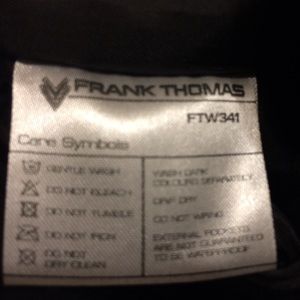 FRANK THOMAS
FTW341
Care Symbols
GENTLE WASH
DO NOT BLEACH
DO NOT TUMBLE
DO NOT IRON
DO NOT
DRY CLEAN
WASH DARK
COLOURS SEPARATELY
DRIP DRY
DO NOT WRING
EXTERNAL POCKETS
ARE NOT GUARANTEED
TO BE WATERPROOF